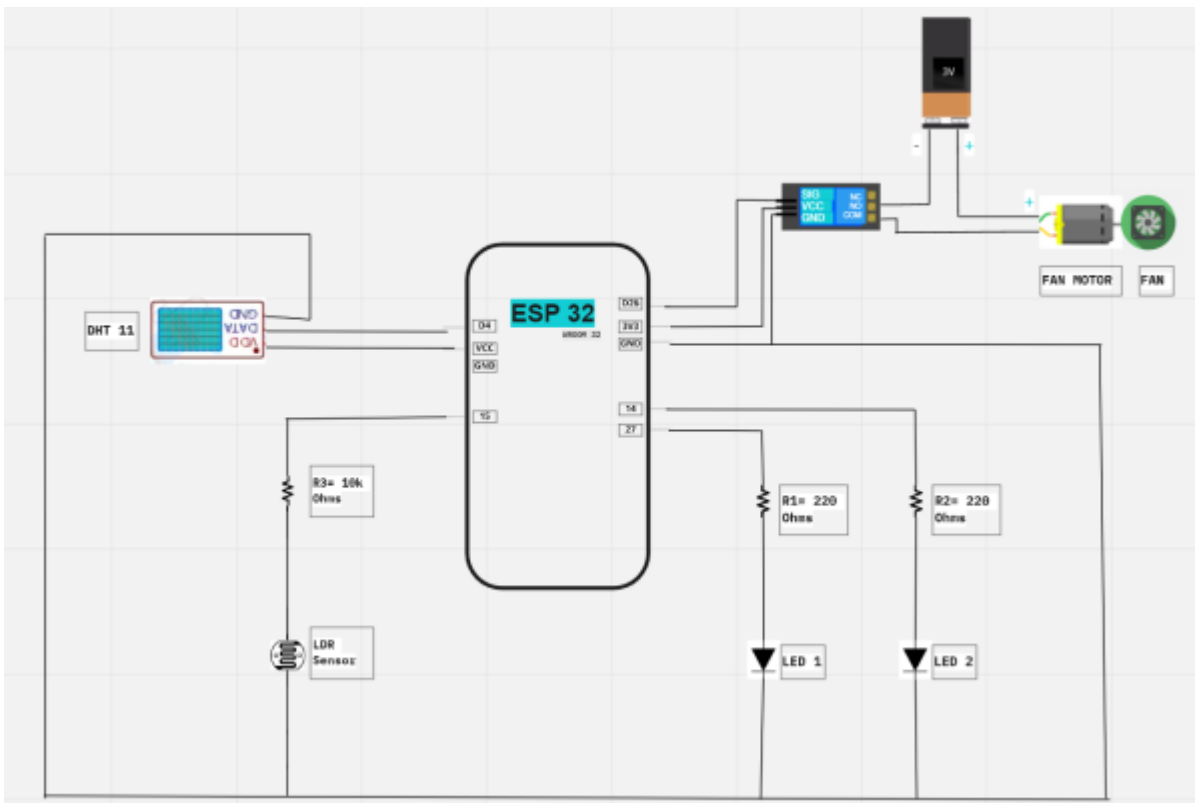 3V
-
+
SIG
VCC
GND
NC
NO
COM
+
FAN MOTOR
FAN
DHT 11
GND
DATA
VDD
ESP 32
WROOM 32
D4
VCC
GND
15
D26
3V3
GND
14
27
R3= 10k
Ohms
R1= 220
Ohms
R2= 220
Ohms
LDR
Sensor
LED 1
LED 2